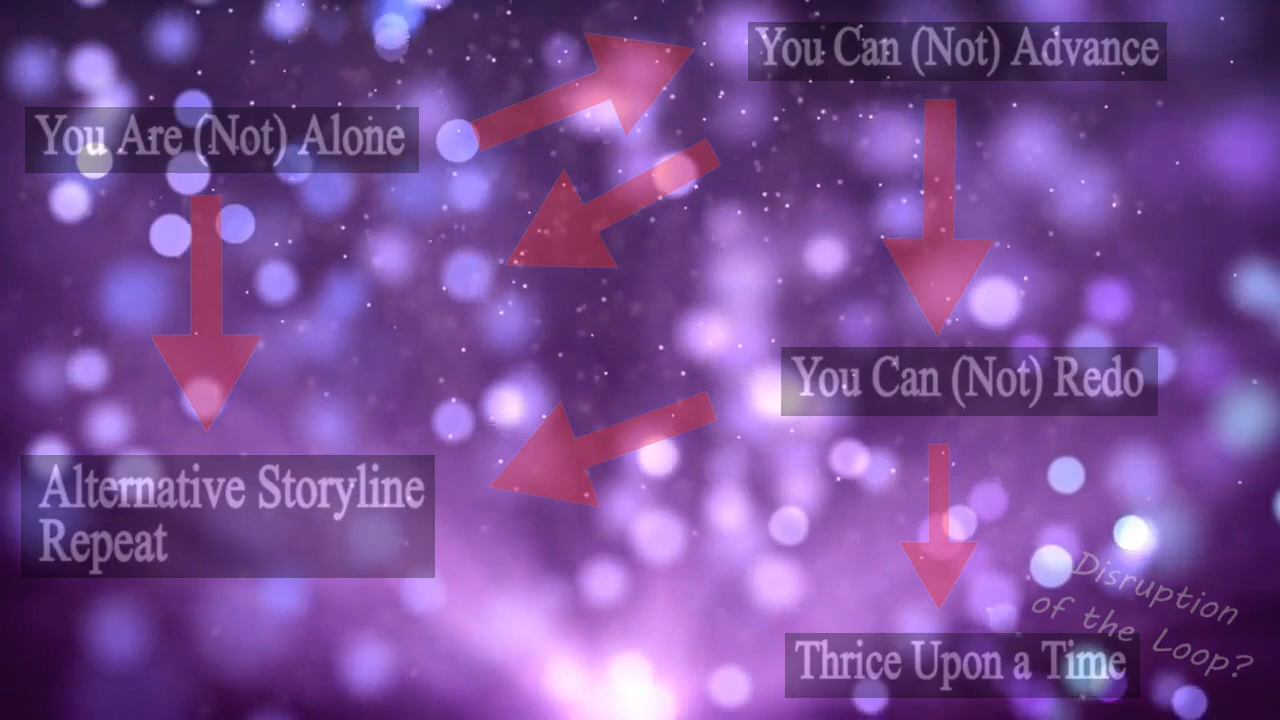 You Can (Not) Advance
You Are (Not) Alone
You Can (Not) Redo
Alternative Storyline
Repeat
Disruption
of the Loop?
Thrice Upon a Time